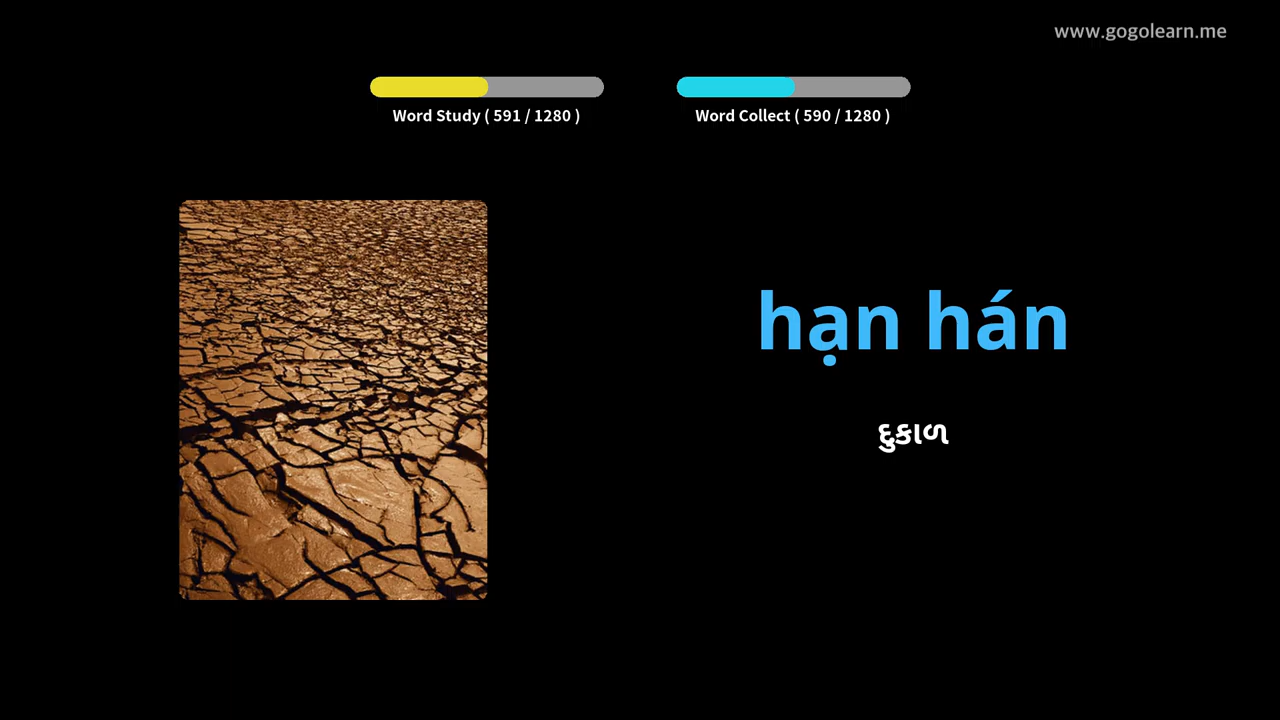 www.gogolearn.me
Word Study ( 591 / 1280 )
Word Collect ( 590 / 1280 )
hạn hán
દુકાળ